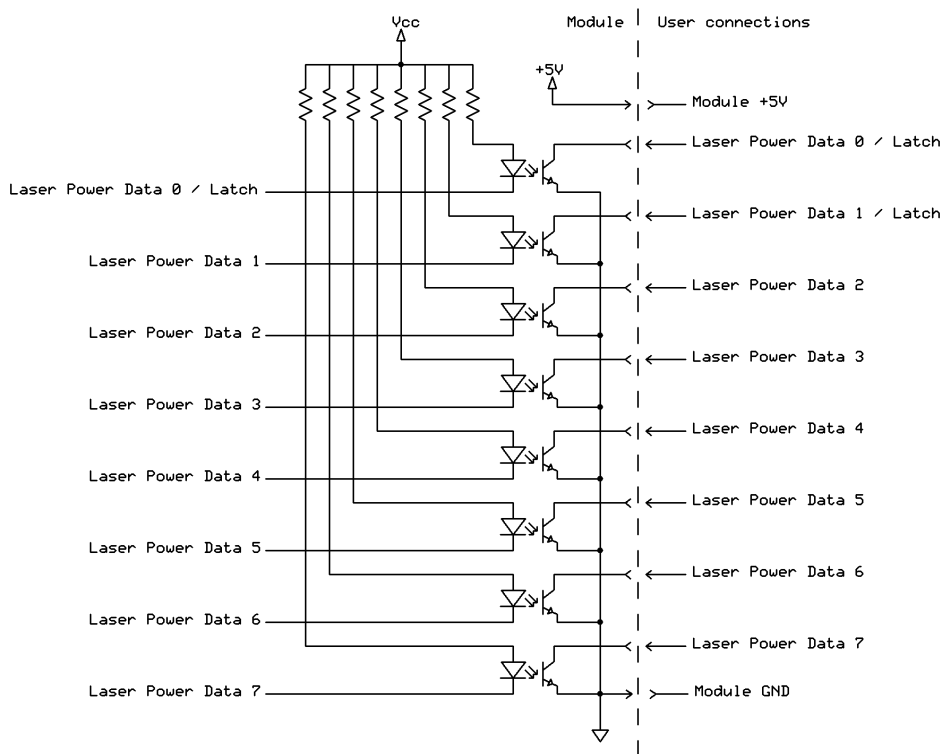 Vcc
Module
User connections
+5V
Module +5V
Laser Power Data 0 / Latch
Laser Power Data 0 / Latch
Laser Power Data 1 / Latch
Laser Power Data 1
Laser Power Data 2
Laser Power Data 2
Laser Power Data 3
Laser Power Data 3
Laser Power Data 4
Laser Power Data 4
Laser Power Data 5
Laser Power Data 5
Laser Power Data 6
Laser Power Data 6
Laser Power Data 7
Laser Power Data 7
Module GND